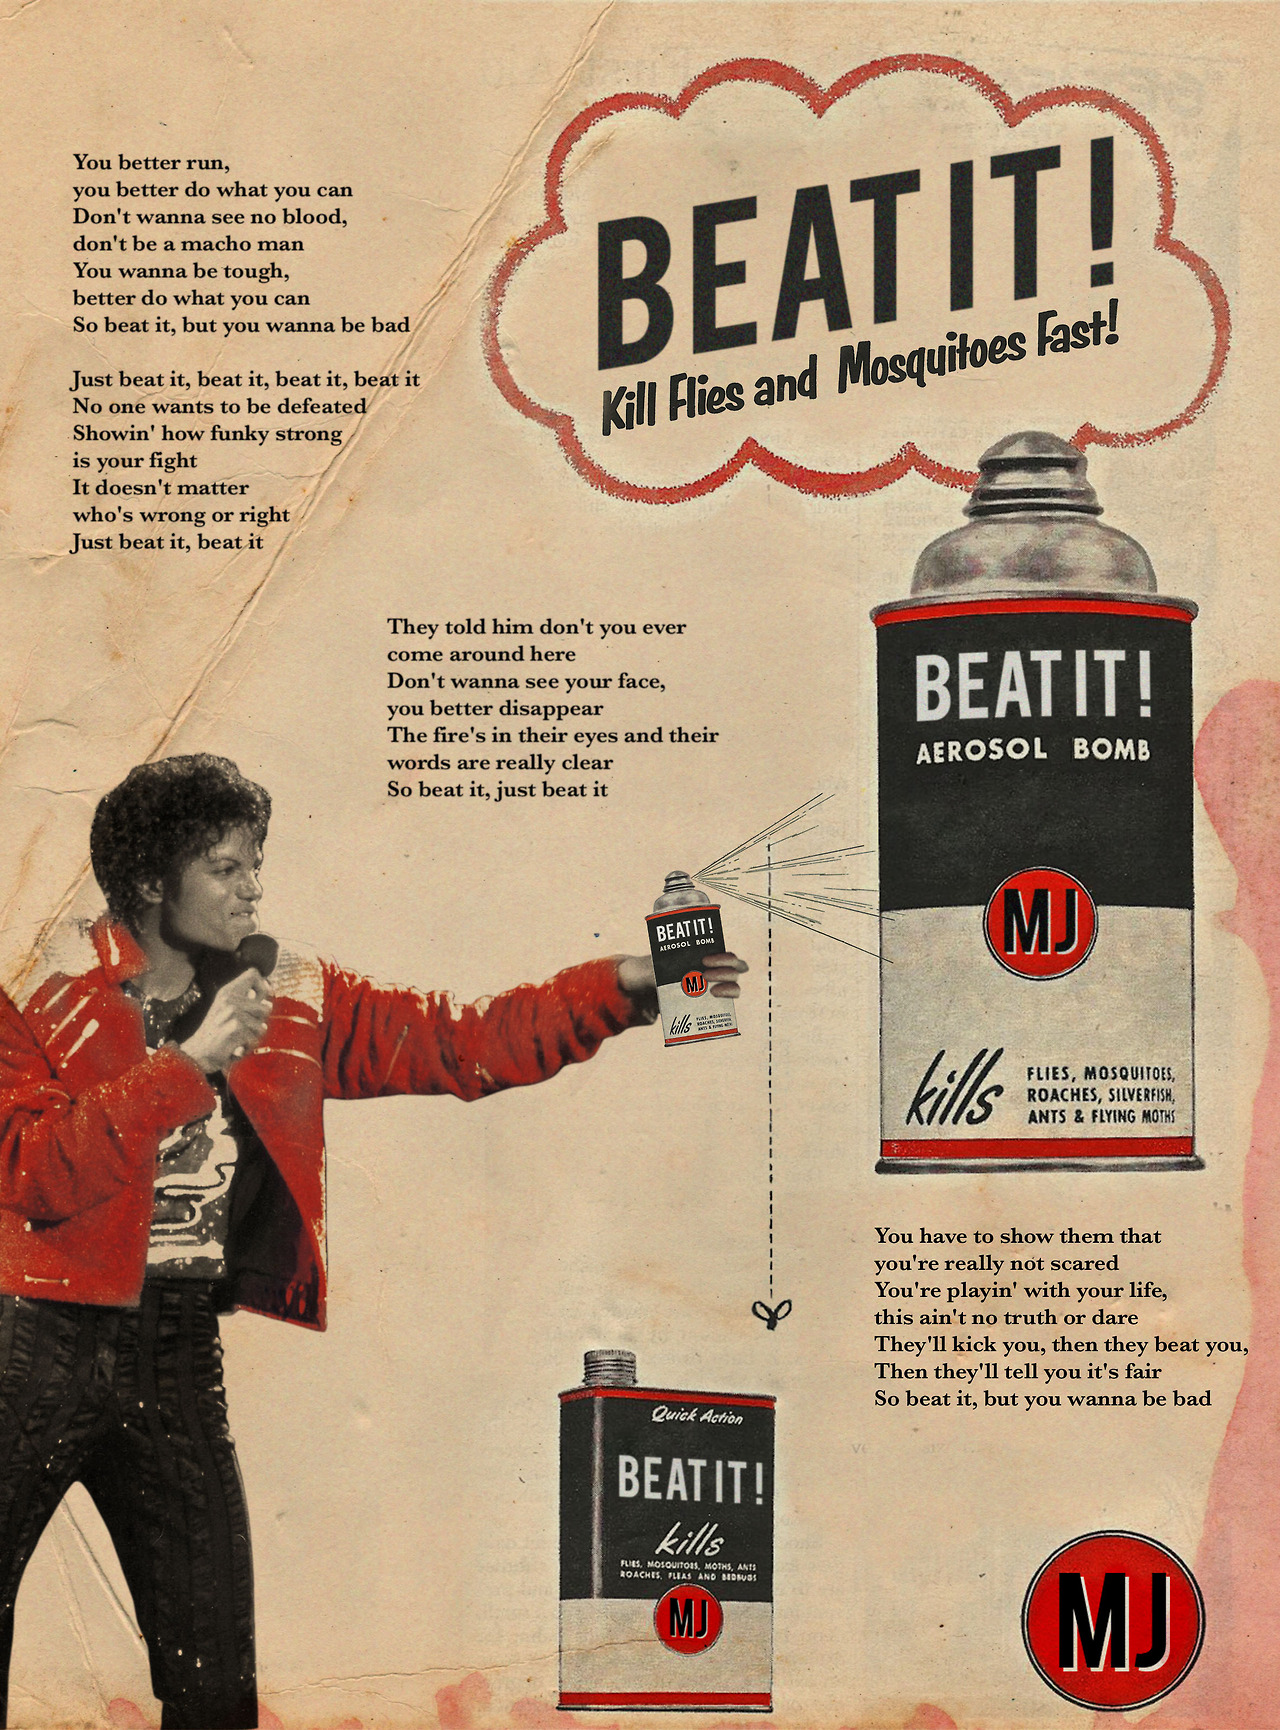 You better run,
you better do what you can
Don't wanna see no blood,
don't be a macho man
You wanna be tough,
better do what you can
So beat it, but you wanna be bad
Just beat it, beat it, beat it, beat it
No one wants to be defeated
Showin' how funky strong
is your fight
It doesn't matter
who's wrong or right
Just beat it, beat it
BEAT IT!
Kill Flies and Mosquitoes Fast!
They told him don't you ever
come around here
Don't wanna see your face,
you better disappear
The fire's in their eyes and their
words are really clear
So beat it, just beat it
BEAT IT!
AEROSOL BOMB
MJ
kills
FLIES, MOSQUITOES,
ROACHES, SILVERFISH,
ANTS & FLYING MOTHS
BEAT IT!
AEROSOL BOMB
MJ
kills
FLIES, MOSQUITOES,
ROACHES, SILVERFISH,
ANTS & FLYING MOTHS
You have to show them that
you're really not scared
You're playin' with your life,
this ain't no truth or dare
They'll kick you, then they beat you,
Then they'll tell you it's fair
So beat it, but you wanna be bad
Quick Action
BEAT IT!
kills
FLIES, MOSQUITOES, MOTHS, ANTS
ROACHES, FLEAS AND BEDBUGS
MJ
MJ